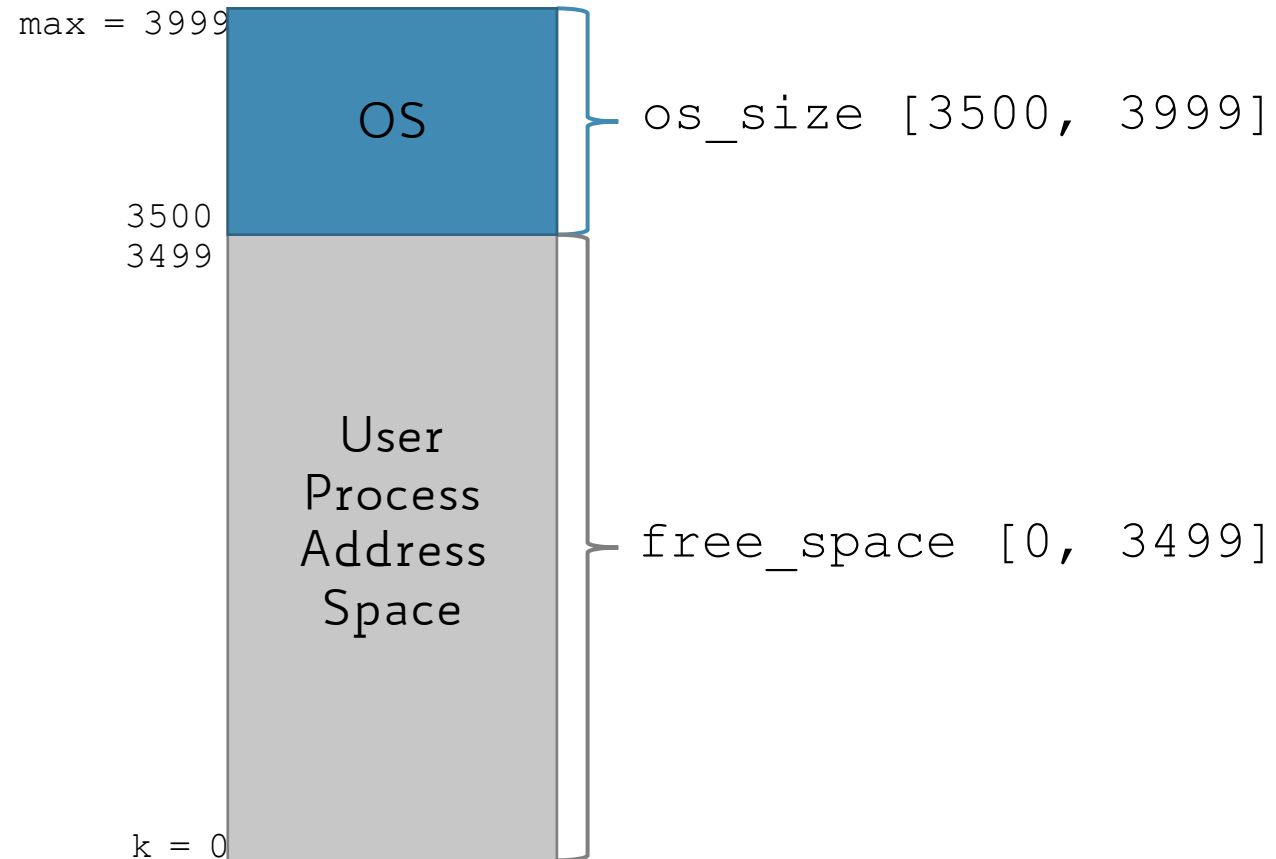 max = 3999
OS
os_size [3500, 3999]
3500
3499
User
Process
Address
Space
free_space [0, 3499]
k = 0